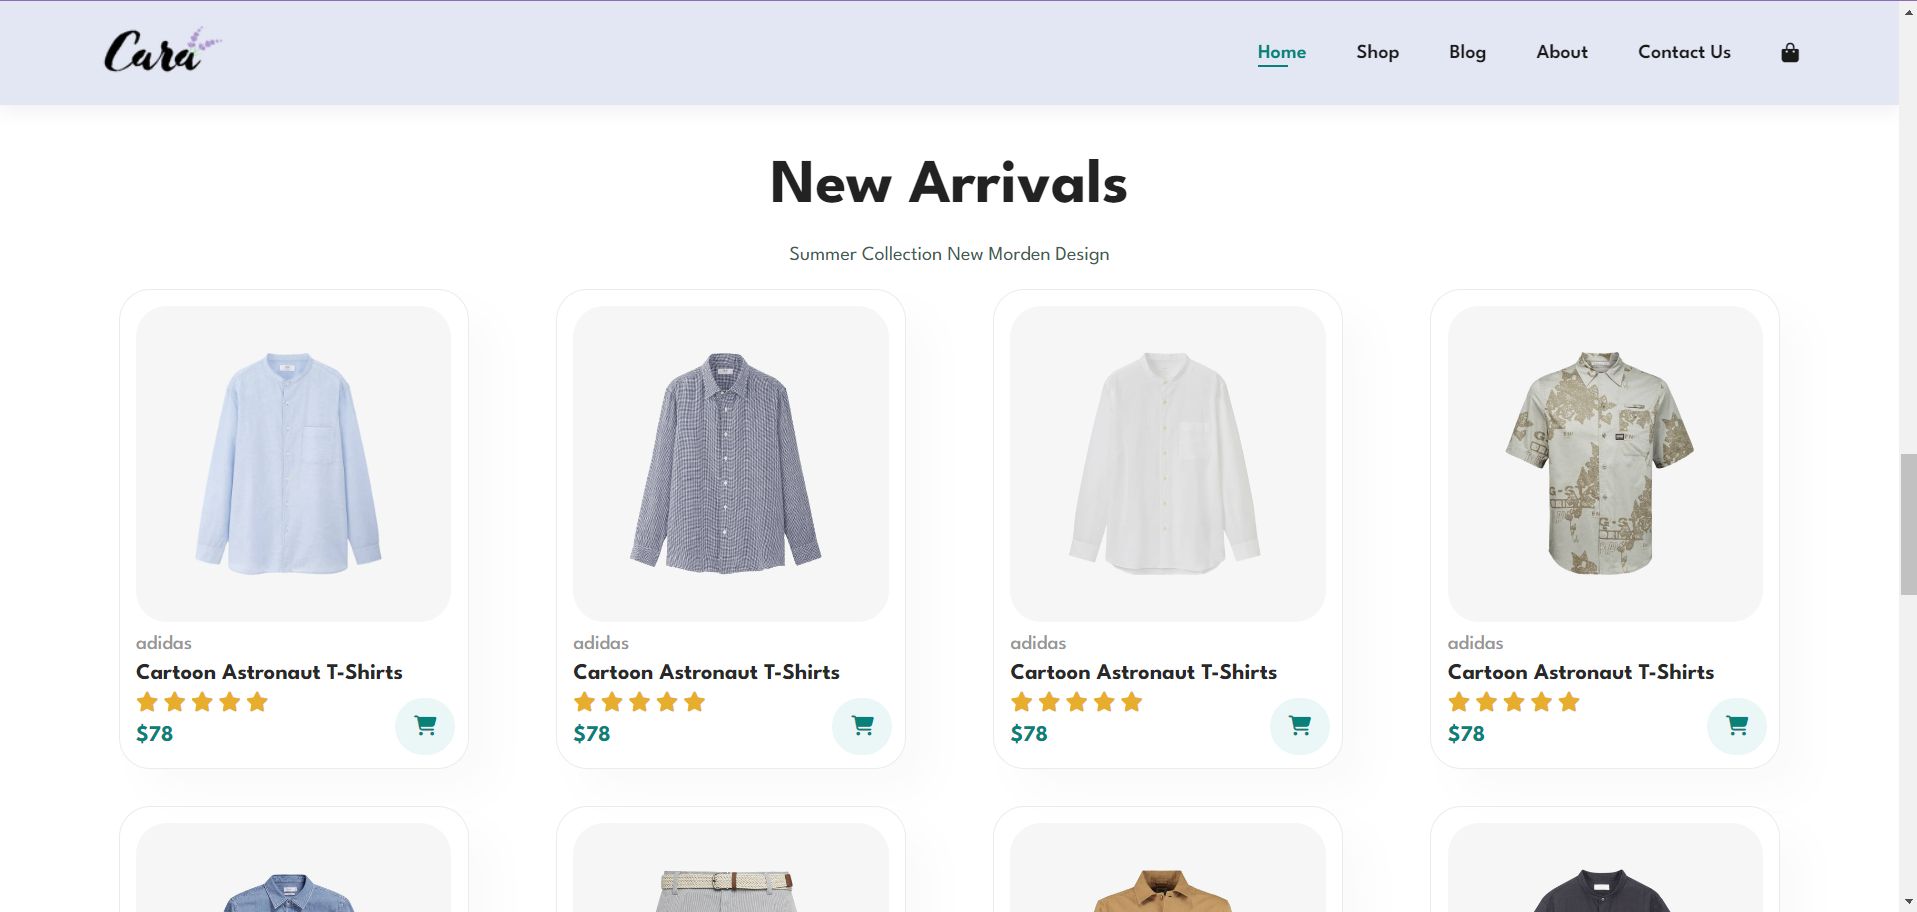 Cara
Home Shop Blog About Contact Us
New Arrivals
Summer Collection New Morden Design
adidas
Cartoon Astronaut T-Shirts
$78
adidas
Cartoon Astronaut T-Shirts
$78
adidas
Cartoon Astronaut T-Shirts
$78
adidas
Cartoon Astronaut T-Shirts
$78